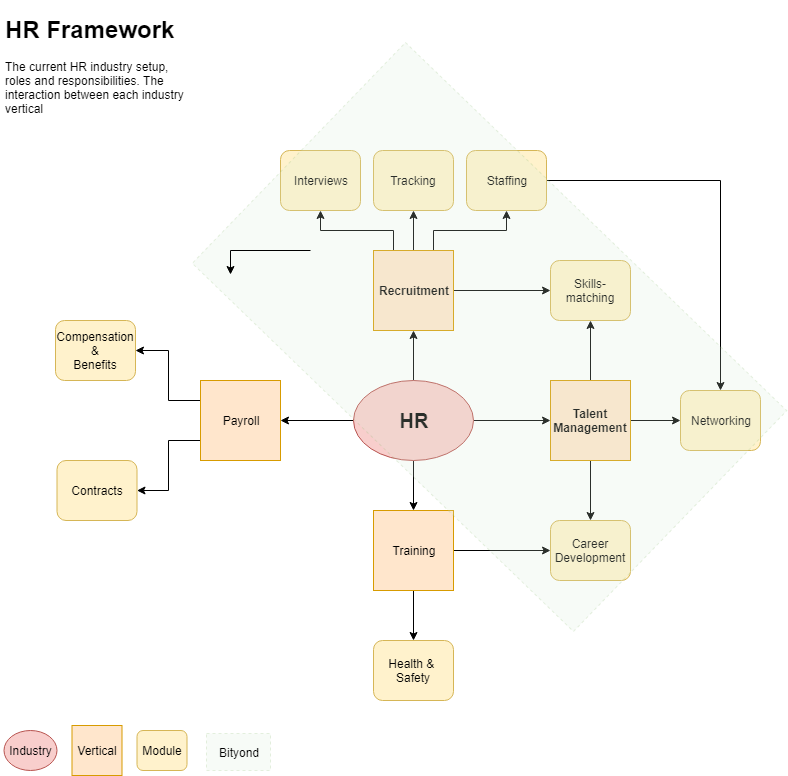 HR Framework
The current HR industry setup,
roles and responsibilities. The
interaction between each industry
vertical
Interviews
Tracking
Staffing
Recruitment
Skills-
matching
Compensation
&
Benefits
Payroll
HR
Talent
Management
Networking
Contracts
Training
Career
Development
Health &
Safety
Industry
Vertical
Module
Bityond